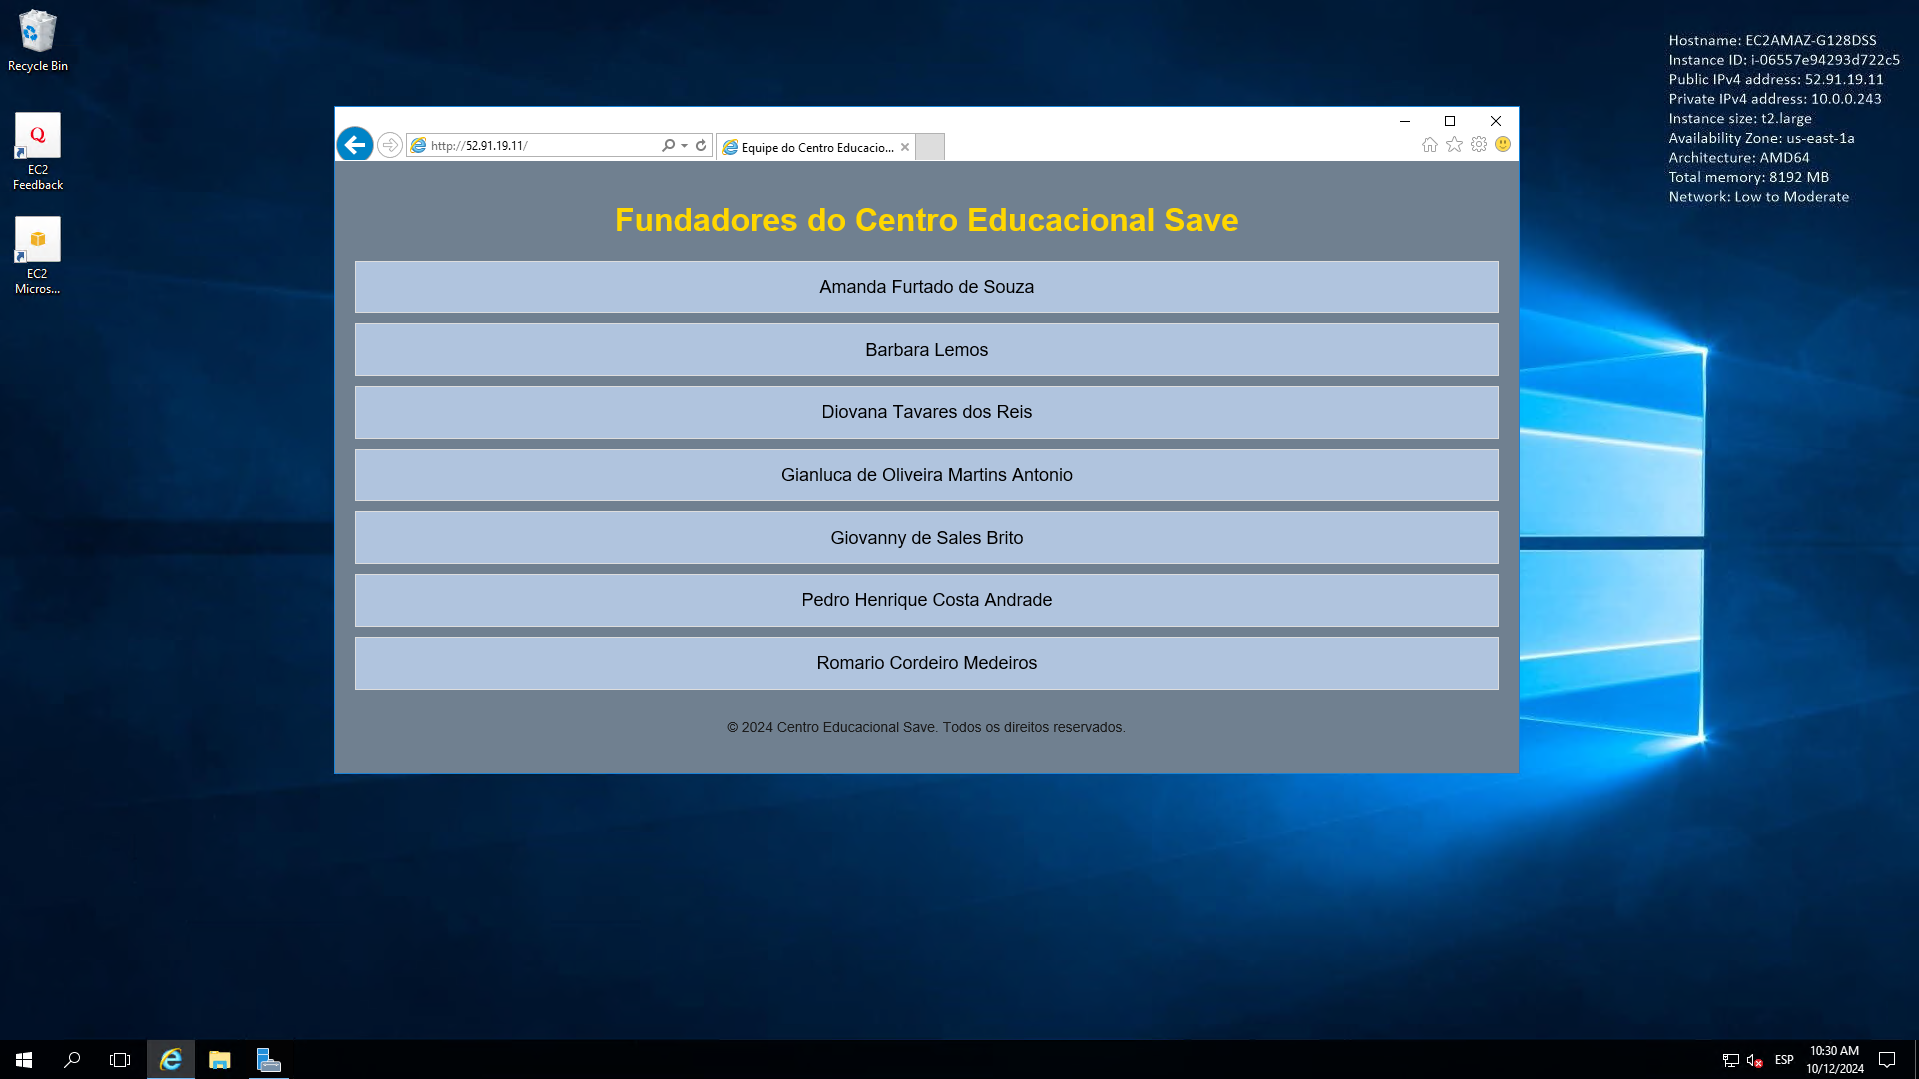 Recycle Bin
EC2
Feedback
EC2
Micros...
Hostname: EC2AMAZ-G128DSS
Instance ID: i-06557e94293d722c5
Public IPv4 address: 52.91.19.11
Private IPv4 address: 10.0.0.243
Instance size: t2.large
Availability Zone: us-east-1a
Architecture: AMD64
Total memory: 8192 MB
Network: Low to Moderate
http://52.91.19.11/
Equipe do Centro Educacio...
Fundadores do Centro Educacional Save
Amanda Furtado de Souza
Barbara Lemos
Diovana Tavares dos Reis
Gianluca de Oliveira Martins Antonio
Giovanny de Sales Brito
Pedro Henrique Costa Andrade
Romario Cordeiro Medeiros
© 2024 Centro Educacional Save. Todos os direitos reservados.
ESP
10:30 AM
10/12/2024